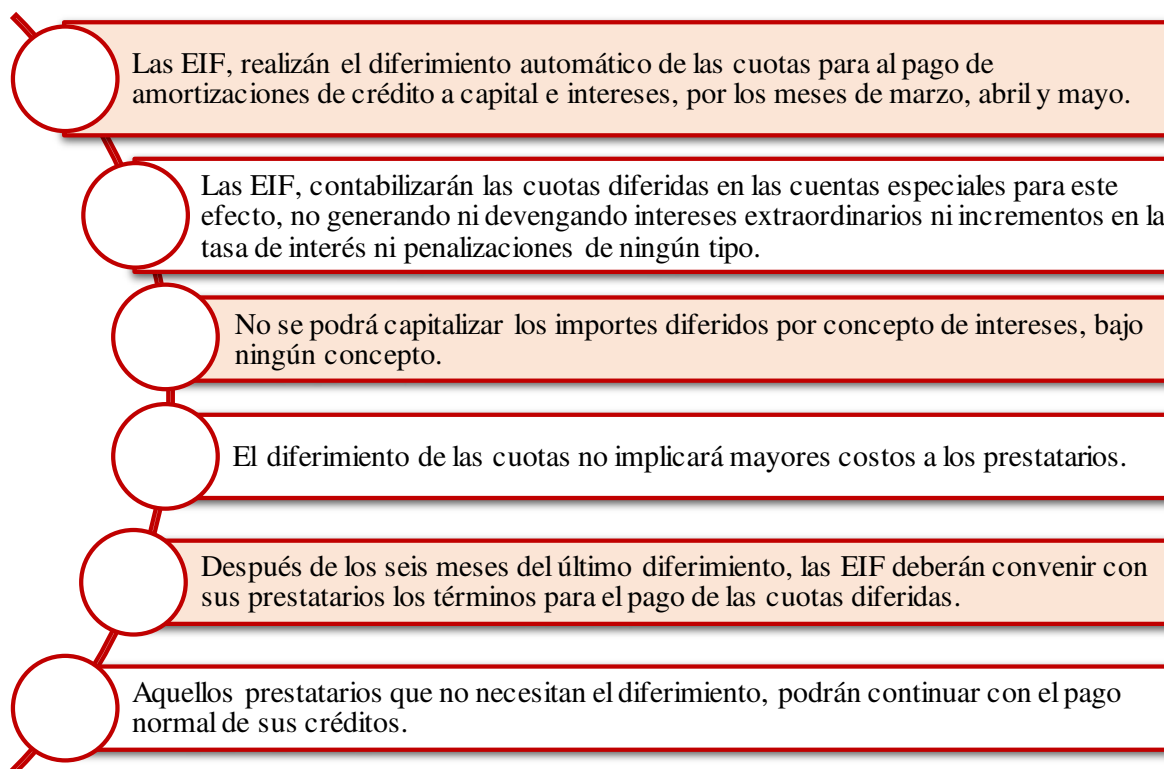 Las EIF, realizán el diferimiento automático de las cuotas para al pago de
amortizaciones de crédito a capital e intereses, por los meses de marzo, abril y mayo.
Las EIF, contabilizarán las cuotas diferidas en las cuentas especiales para este
efecto, no generando ni devengando intereses extraordinarios ni incrementos en la
tasa de interés ni penalizaciones de ningún tipo.
No se podrá capitalizar los importes diferidos por concepto de intereses, bajo
ningún concepto.
El diferimiento de las cuotas no implicará mayores costos a los prestatarios.
Después de los seis meses del último diferimiento, las EIF deberán convenir con
sus prestatarios los términos para el pago de las cuotas diferidas.
Aquellos prestatarios que no necesitan el diferimiento, podrán continuar con el pago
normal de sus créditos.